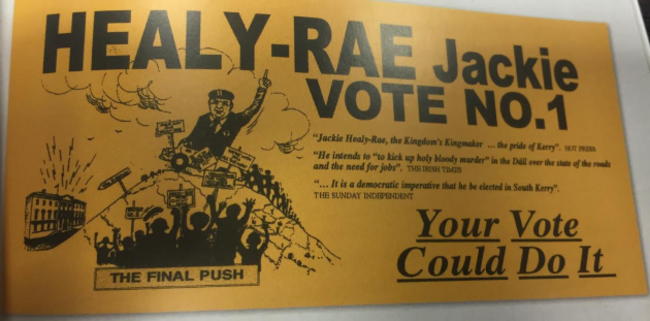 HEALY-RAE Jackie
VOTE NO.1
"Jackie Healy-Rae, the Kingdom's Kingmaker ... the pride of Kerry". HOT PRESS
"He intends to "to kick up holy bloody murder" in the Dáil over the state of the roads
and the need for jobs". THE IRISH TIMES
"... It is a democratic imperative that he be elected in South Kerry".
THE SUNDAY INDEPENDENT
Your Vote
Could Do It
THE FINAL PUSH